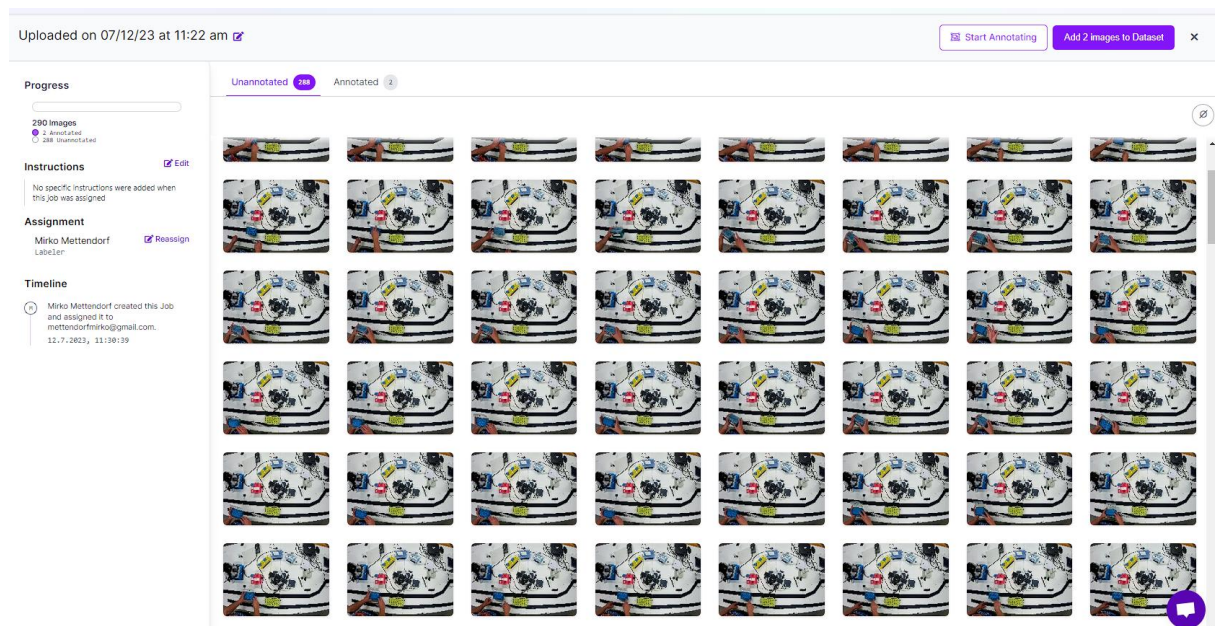 Uploaded on 07/12/23 at 11:22 am
Start Annotating
Add 2 images to Dataset
Progress
290 Images
2 Annotated
288 Unannotated
Instructions
Edit
No specific instructions were added when
this job was assigned
Assignment
Mirko Mettendorf
Reassign
Labeler
Timeline
M
Mirko Mettendorf created this Job
and assigned it to
mettendorfmirko@gmail.com.
12.7.2023, 11:30:39
Unannotated 288
Annotated 2